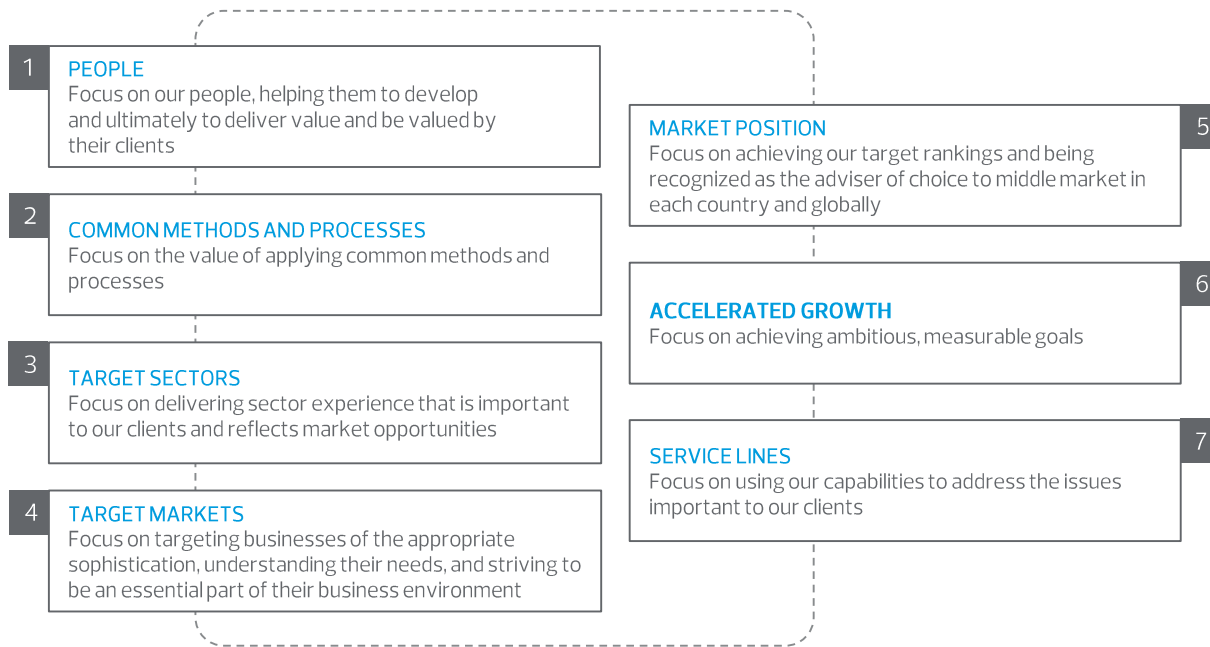 1
PEOPLE
Focus on our people, helping them to develop
and ultimately to deliver value and be valued by
their clients
2
COMMON METHODS AND PROCESSES
Focus on the value of applying common methods and
processes
3
TARGET SECTORS
Focus on delivering sector experience that is important
to our clients and reflects market opportunities
4
TARGET MARKETS
Focus on targeting businesses of the appropriate
sophistication, understanding their needs, and striving to
be an essential part of their business environment
5
MARKET POSITION
Focus on achieving our target rankings and being
recognized as the adviser of choice to middle market in
each country and globally
6
ACCELERATED GROWTH
Focus on achieving ambitious, measurable goals
7
SERVICE LINES
Focus on using our capabilities to address the issues
important to our clients